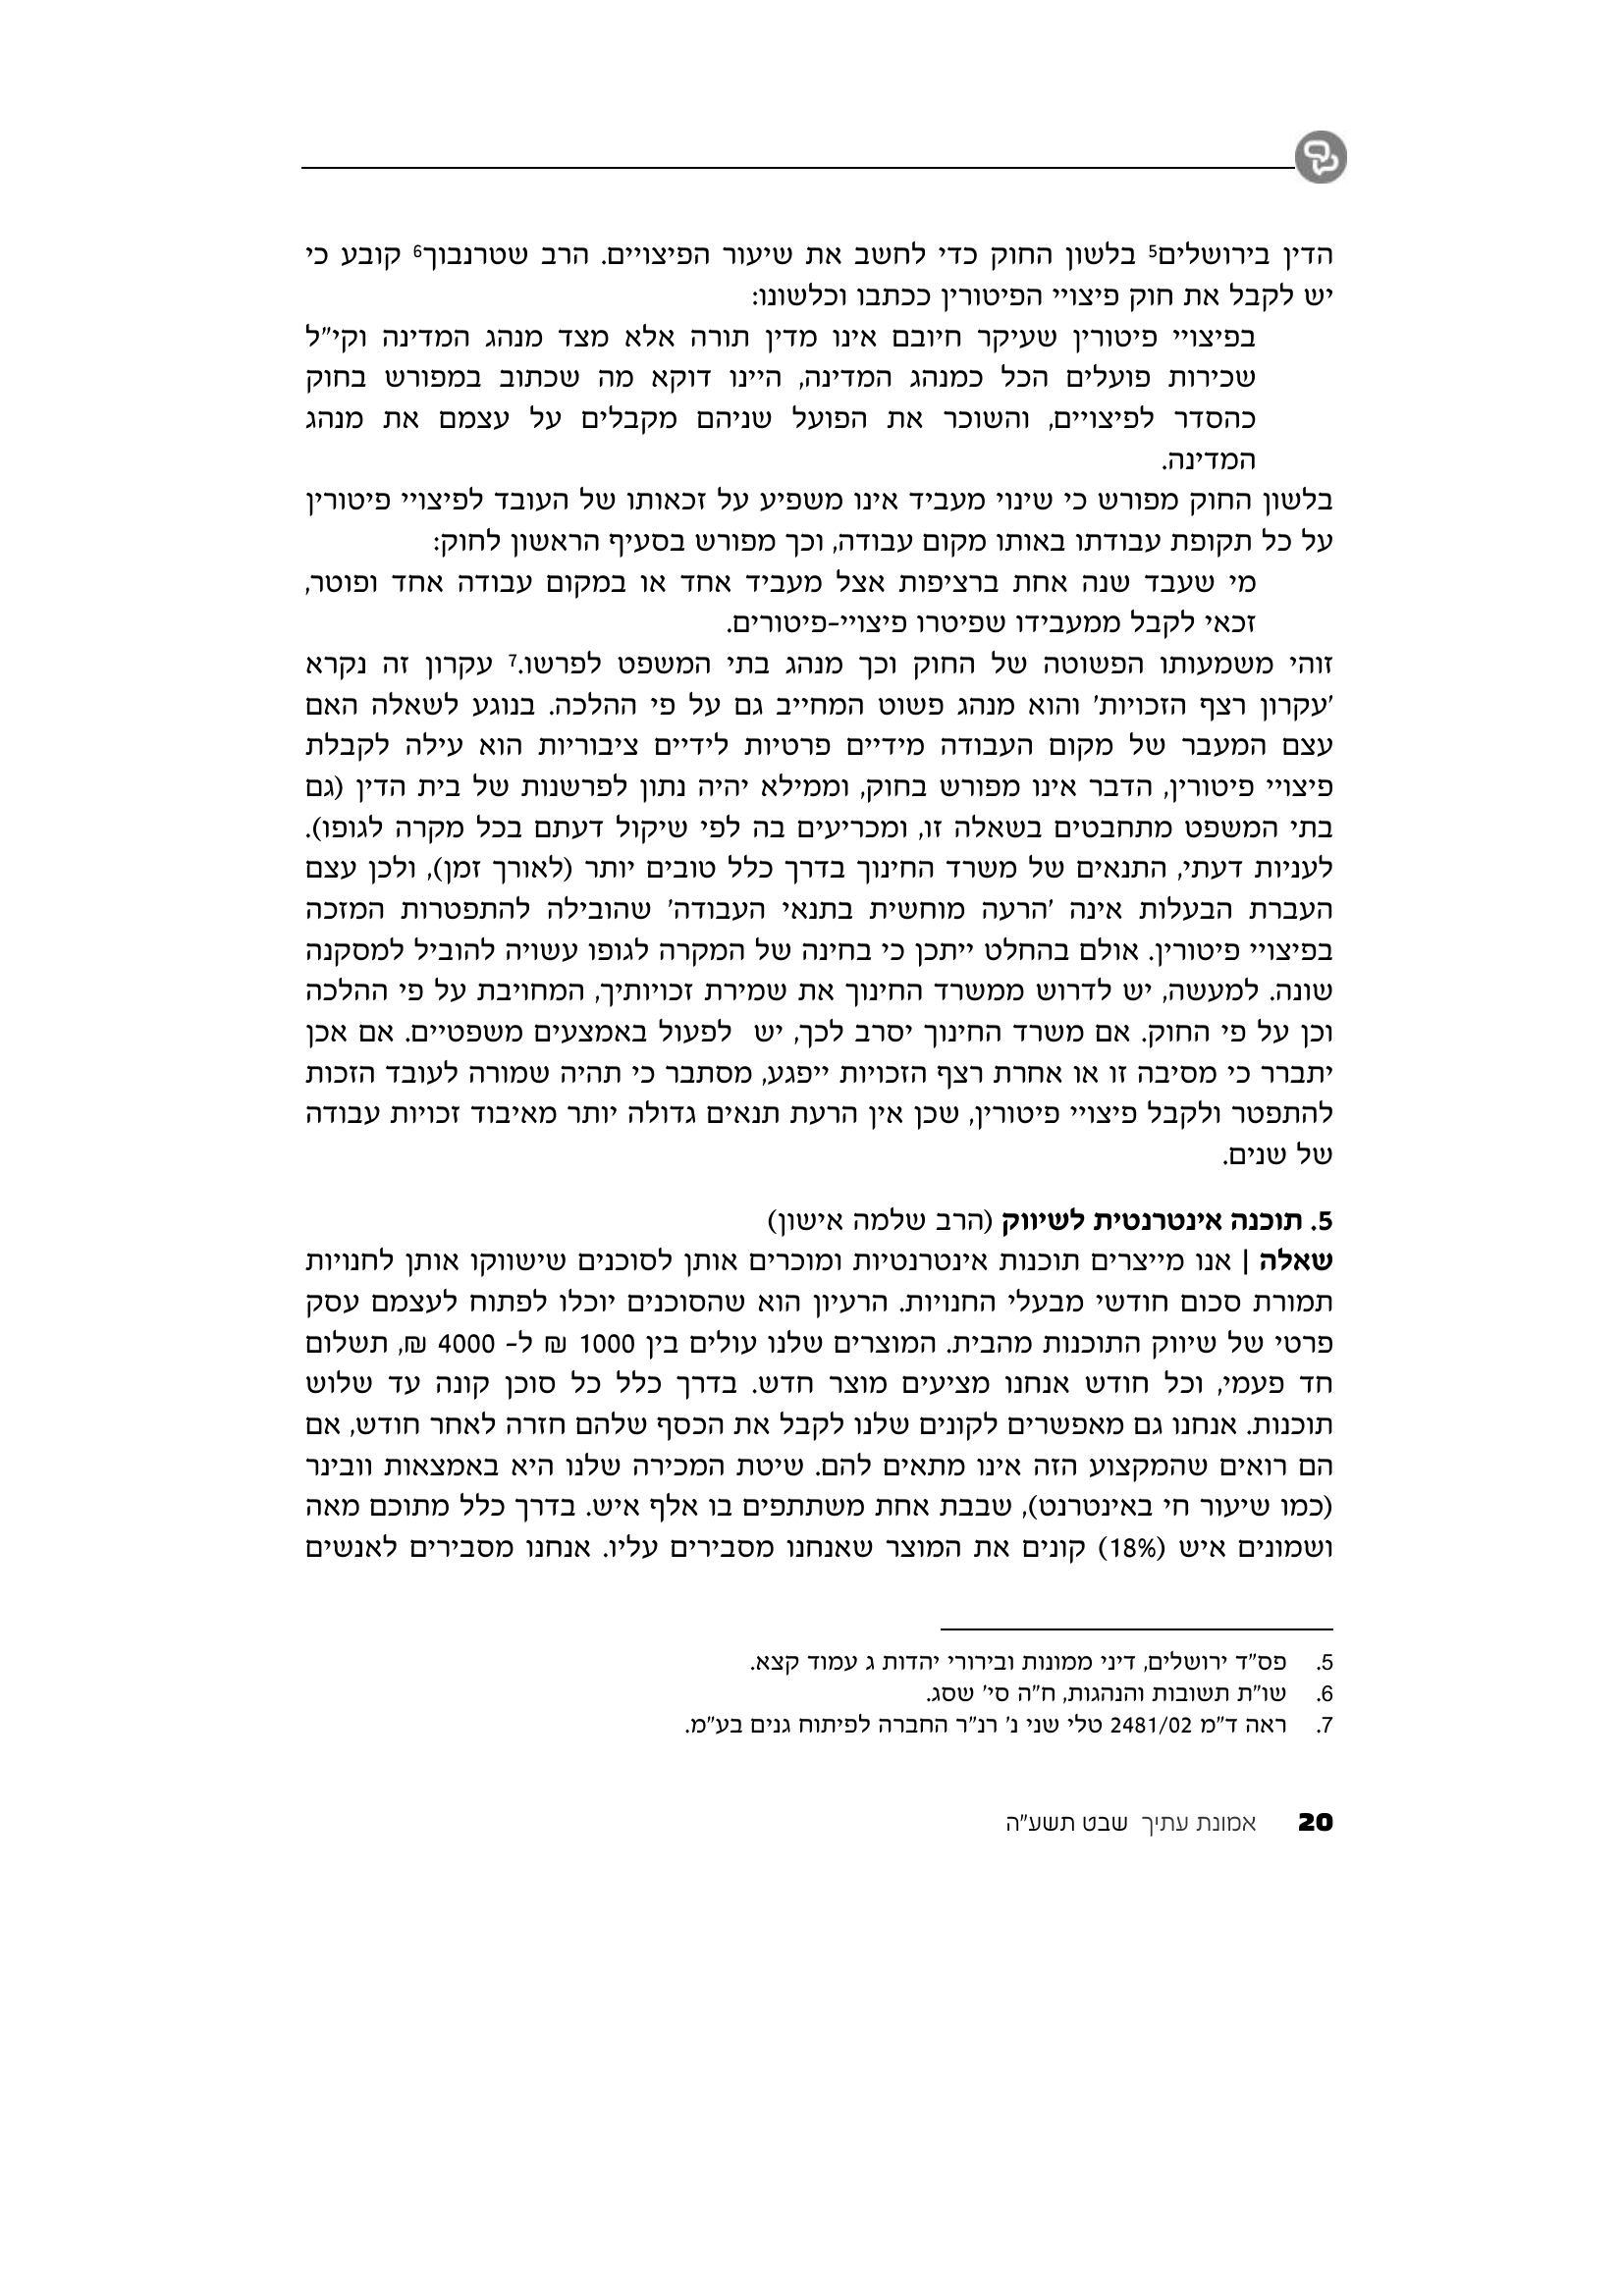 הדין בירושלים5 בלשון החוק כדי לחשב את שיעור הפיצויים. הרב שטרנבוך6 קובע כי
יש לקבל את חוק פיצויי הפיטורין ככתבו וכלשונו:
בפיצויי פיטורין שעיקר חיובם אינו מדין תורה אלא מצד מנהג המדינה וקי"ל
שכירות פועלים הכל כמנהג המדינה, היינו דוקא מה שכתוב במפורש בחוק
כהסדר לפיצויים, והשוכר את הפועל שניהם מקבלים על עצמם את מנהג
המדינה.
בלשון החוק מפורש כי שינוי מעביד אינו משפיע על זכאותו של העובד לפיצויי פיטורין
על כל תקופת עבודתו באותו מקום עבודה, וכך מפורש בסעיף הראשון לחוק:
מי שעבד שנה אחת ברציפות אצל מעביד אחד או במקום עבודה אחד ופוטר,
זכאי לקבל ממעבידו שפיטרו פיצויי-פיטורים.
זוהי משמעותו הפשוטה של החוק וכך מנהג בתי המשפט לפרשו.7 עקרון זה נקרא
'עקרון רצף הזכויות' והוא מנהג פשוט המחייב גם על פי ההלכה. בנוגע לשאלה האם
עצם המעבר של מקום העבודה מידיים פרטיות לידיים ציבוריות הוא עילה לקבלת
פיצויי פיטורין, הדבר אינו מפורש בחוק, וממילא יהיה נתון לפרשנות של בית הדין (גם
בתי המשפט מתחבטים בשאלה זו, ומכריעים בה לפי שיקול דעתם בכל מקרה לגופו).
לעניות דעתי, התנאים של משרד החינוך בדרך כלל טובים יותר (לאורך זמן), ולכן עצם
העברת הבעלות אינה 'הרעה מוחשית בתנאי העבודה' שהובילה להתפטרות המזכה
בפיצויי פיטורין. אולם בהחלט ייתכן כי בחינה של המקרה לגופו עשויה להוביל למסקנה
שונה. למעשה, יש לדרוש ממשרד החינוך את שמירת זכויותיך, המחויבת על פי ההלכה
וכן על פי החוק. אם משרד החינוך יסרב לכך, יש לפעול באמצעים משפטיים. אם אכן
יתברר כי מסיבה זו או אחרת רצף הזכויות ייפגע, מסתבר כי תהיה שמורה לעובד הזכות
להתפטר ולקבל פיצויי פיטורין, שכן אין הרעת תנאים גדולה יותר מאיבוד זכויות עבודה
של שנים.
5. תוכנה אינטרנטית לשיווק (הרב שלמה אישון)
שאלה | אנו מייצרים תוכנות אינטרנטיות ומוכרים אותן לסוכנים שישווקו אותן לחנויות
תמורת סכום חודשי מבעלי החנויות. הרעיון הוא שהסוכנים יוכלו לפתוח לעצמם עסק
פרטי של שיווק התוכנות מהבית. המוצרים שלנו עולים בין 1000 ₪ ל- 4000 ₪, תשלום
חד פעמי, וכל חודש אנחנו מציעים מוצר חדש. בדרך כלל כל סוכן קונה עד שלוש
תוכנות. אנחנו גם מאפשרים לקונים שלנו לקבל את הכסף שלהם חזרה לאחר חודש, אם
הם רואים שהמקצוע הזה אינו מתאים להם. שיטת המכירה שלנו היא באמצאות וובינר
(כמו שיעור חי באינטרנט), שבבת אחת משתתפים בו אלף איש. בדרך כלל מתוכם מאה
ושמונים איש (18%) קונים את המוצר שאנחנו מסבירים עליו. אנחנו מסבירים לאנשים
5. פס"ד ירושלים, דיני ממונות ובירורי יהדות ג עמוד קצא.
6. שו"ת תשובות והנהגות, ח"ה סי' שסג.
7. ראה ד"מ 2481/02 טלי שני נ' רנ"ר החברה לפיתוח גנים בע"מ.
20 אמונת עתיך שבט תשע"ה